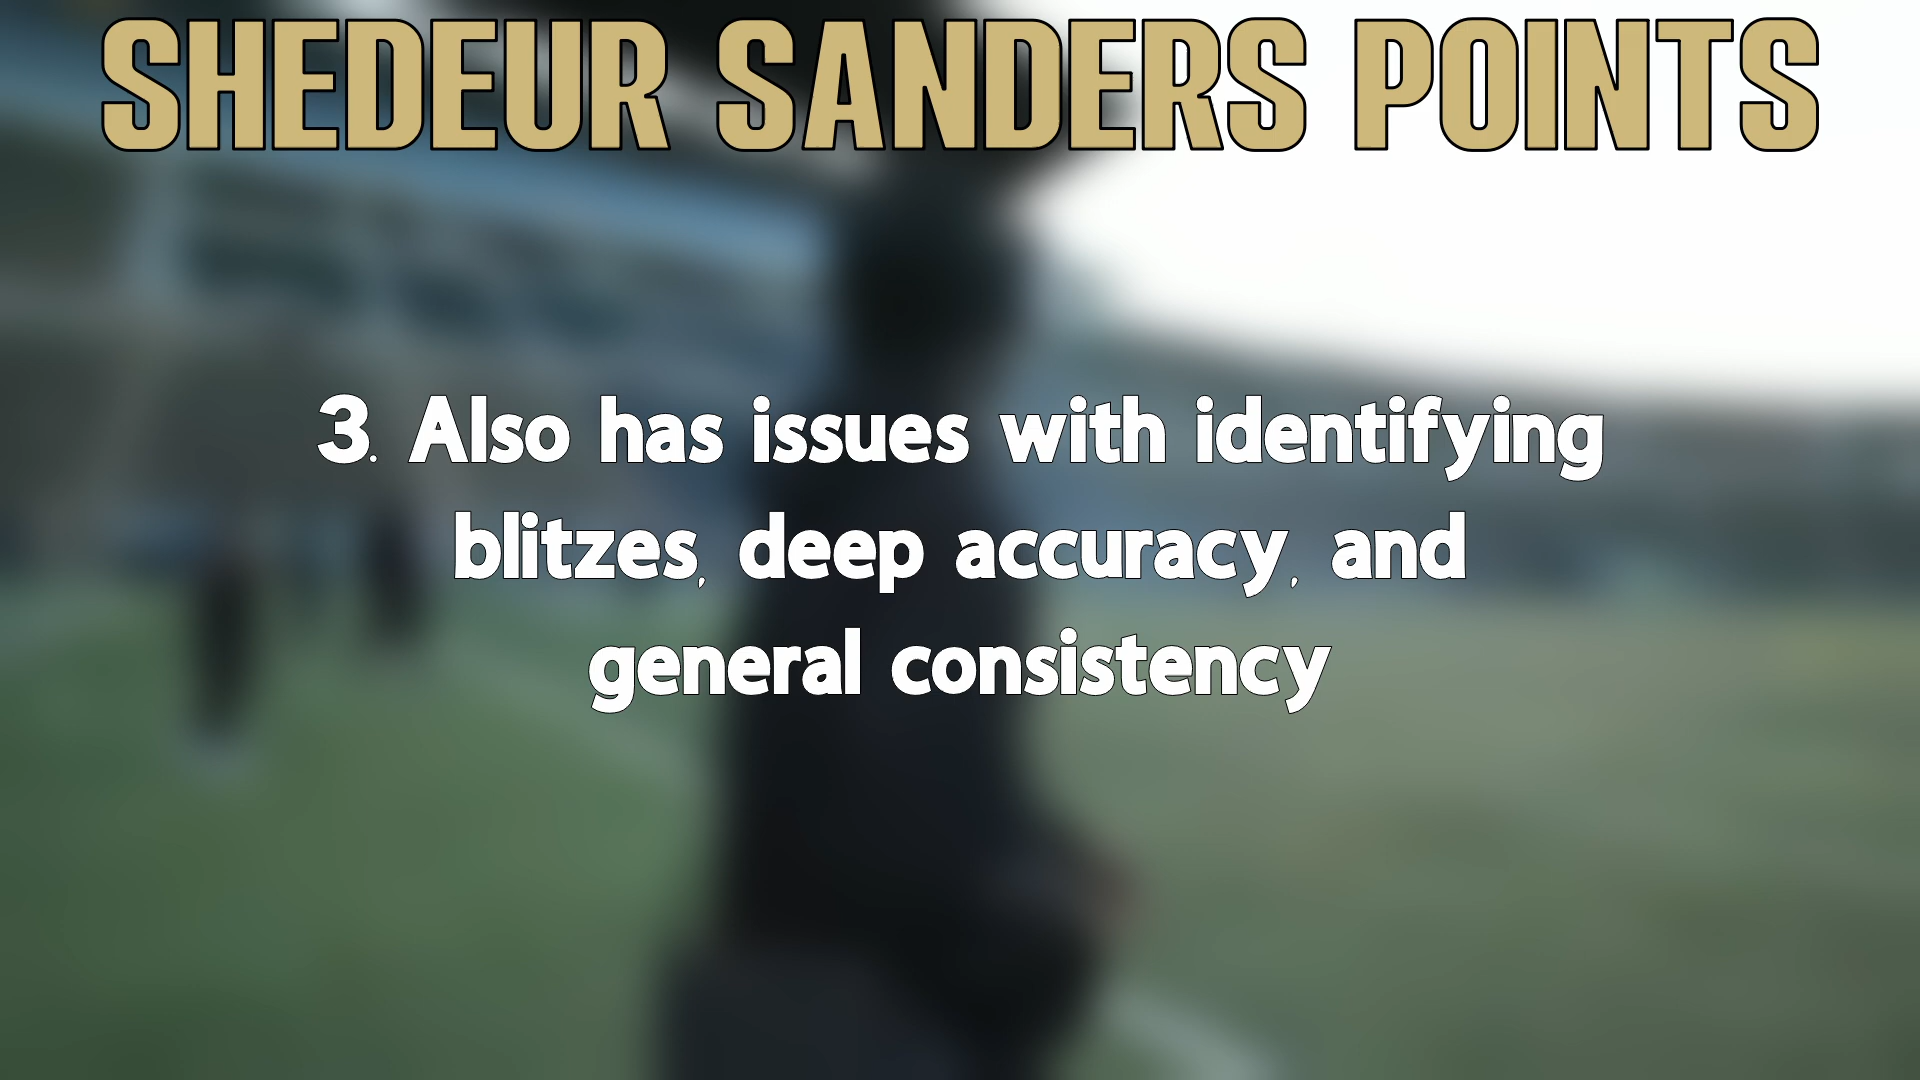 SHEDEUR SANDERS POINTS
3. Also has issues with identifying
blitzes, deep accuracy, and
general consistency